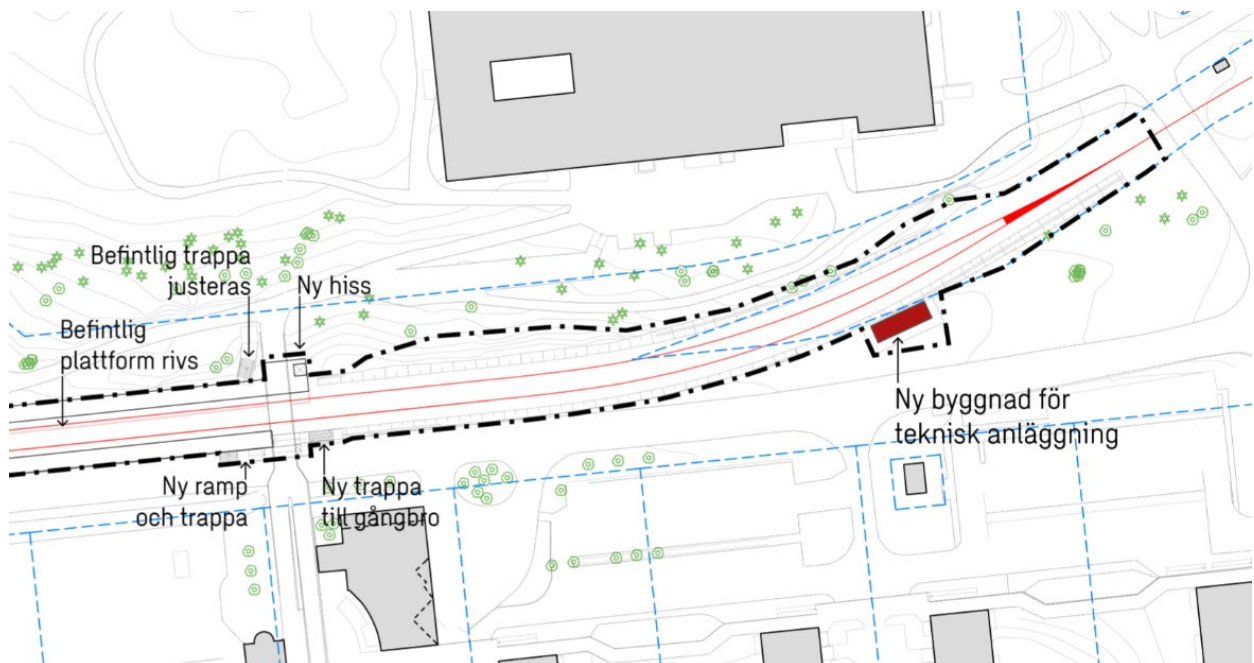 Befintlig trappa
justeras
Ny hiss
Befintlig
plattform rivs
Ny byggnad för
teknisk anläggning
Ny ramp
och trappa
Ny trappa
till gångbro